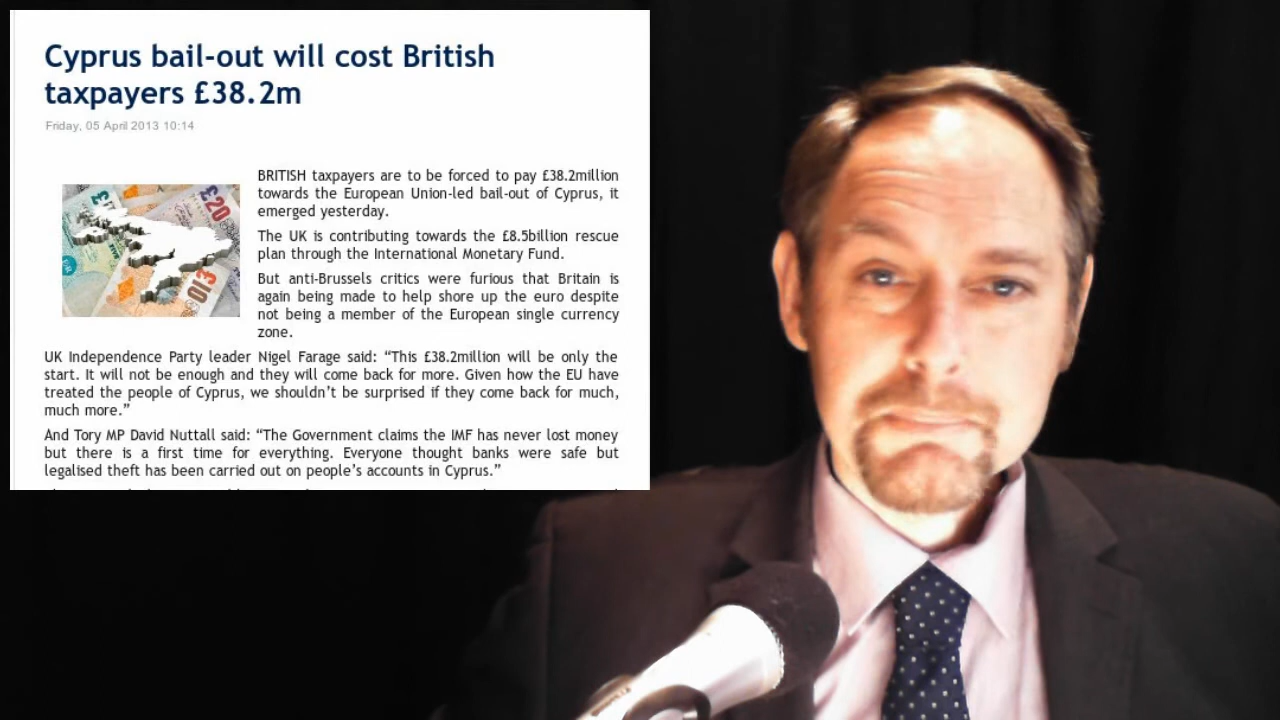 Cyprus bail-out will cost British
taxpayers £38.2m
Friday, 05 April 2013 10:14
BRITISH taxpayers are to be forced to pay £38.2million
towards the European Union-led bail-out of Cyprus, it
emerged yesterday.
The UK is contributing towards the £8.5billion rescue
plan through the International Monetary Fund.
But anti-Brussels critics were furious that Britain is
again being made to help shore up the euro despite
not being a member of the European single currency
zone.
£20
£10
UK Independence Party leader Nigel Farage said: “This £38.2million will be only the
start. It will not be enough and they will come back for more. Given how the EU have
treated the people of Cyprus, we shouldn’t be surprised if they come back for much,
much more.”
And Tory MP David Nuttall said: “The Government claims the IMF has never lost money
but there is a first time for everything. Everyone thought banks were safe but
legalised theft has been carried out on people’s accounts in Cyprus.”